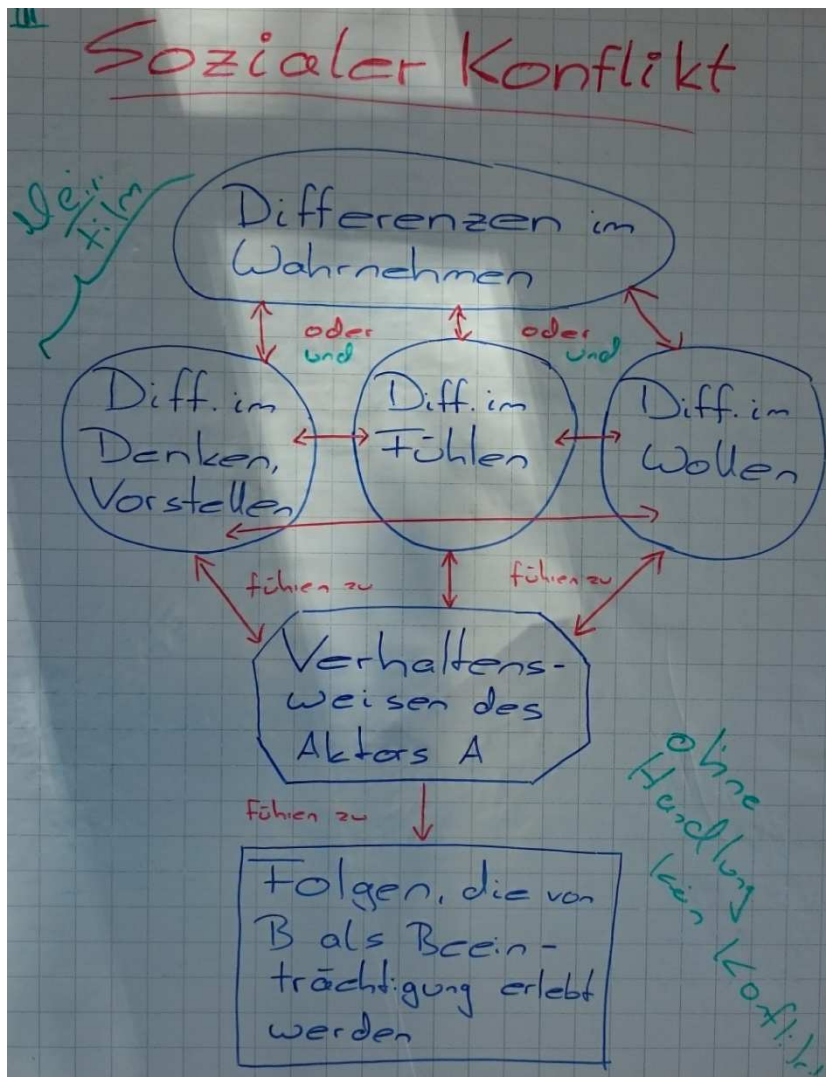 III
Sozialer Konflikt
Differenzen im
Wahrnehmen
oder
und
oder
und
Diff. im
Denken,
Vorstellen
Diff. im
Fühlen
Diff. im
Wollen
führen zu
führen zu
Verhaltens-
weisen des
Aktors A
führen zu
Folgen, die von
B als Beein-
trächtigung erlebt
werden
ohne
Handlung
kein Konflikt